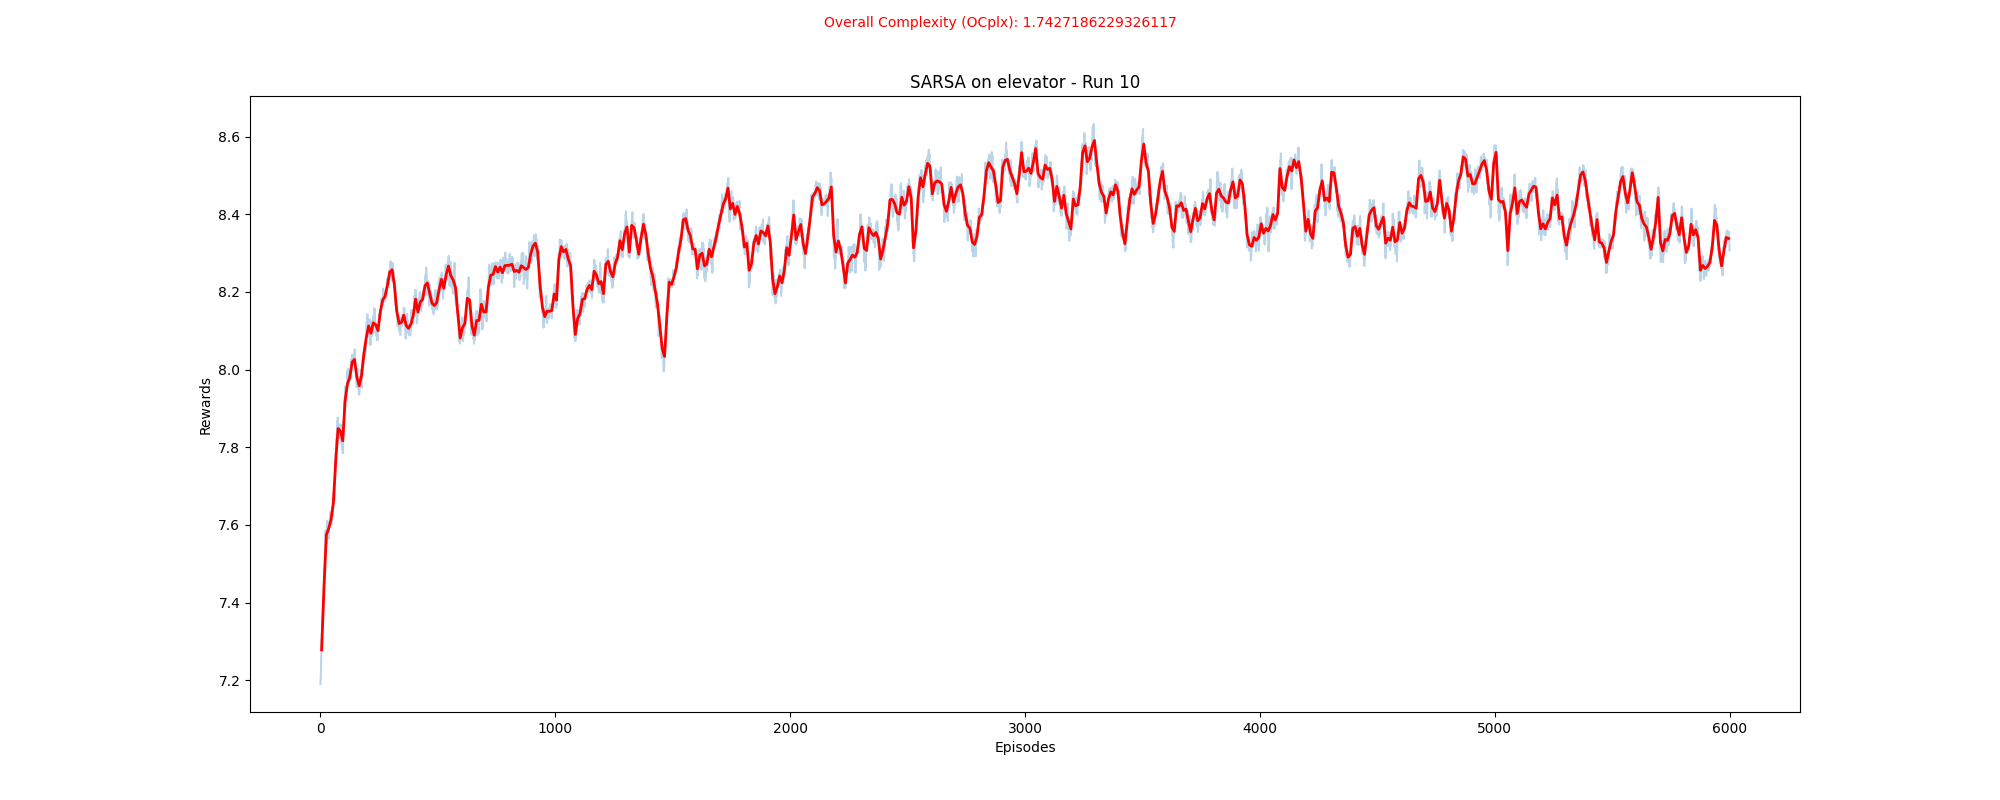 Overall Complexity (OCplx): 1.7427186229326117
SARSA on elevator - Run 10
8.6
8.4
8.2
8.0
7.8
7.6
7.4
7.2
Rewards
0 1000 2000 3000 4000 5000 6000
Episodes